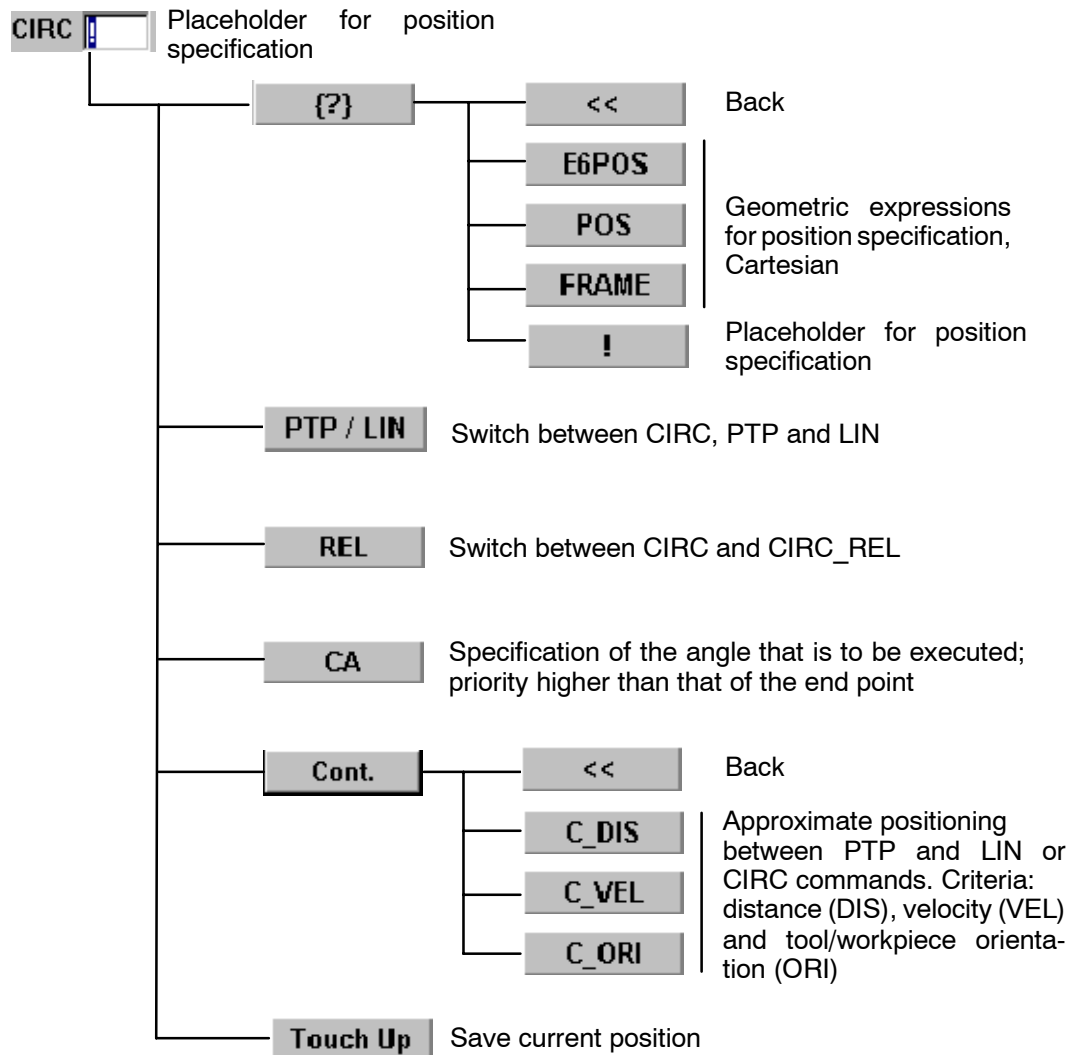 CIRC ! Placeholder for position
specification
{?}
<< Back
E6POS
POS
FRAME
Geometric expressions
for position specification,
Cartesian
! Placeholder for position
specification
PTP / LIN Switch between CIRC, PTP and LIN
REL Switch between CIRC and CIRC_REL
CA Specification of the angle that is to be executed;
priority higher than that of the end point
Cont.
<< Back
C_DIS
C_VEL
C_ORI
Approximate positioning
between PTP and LIN or
CIRC commands. Criteria:
distance (DIS), velocity (VEL)
and tool/workpiece orienta-
tion (ORI)
Touch Up Save current position